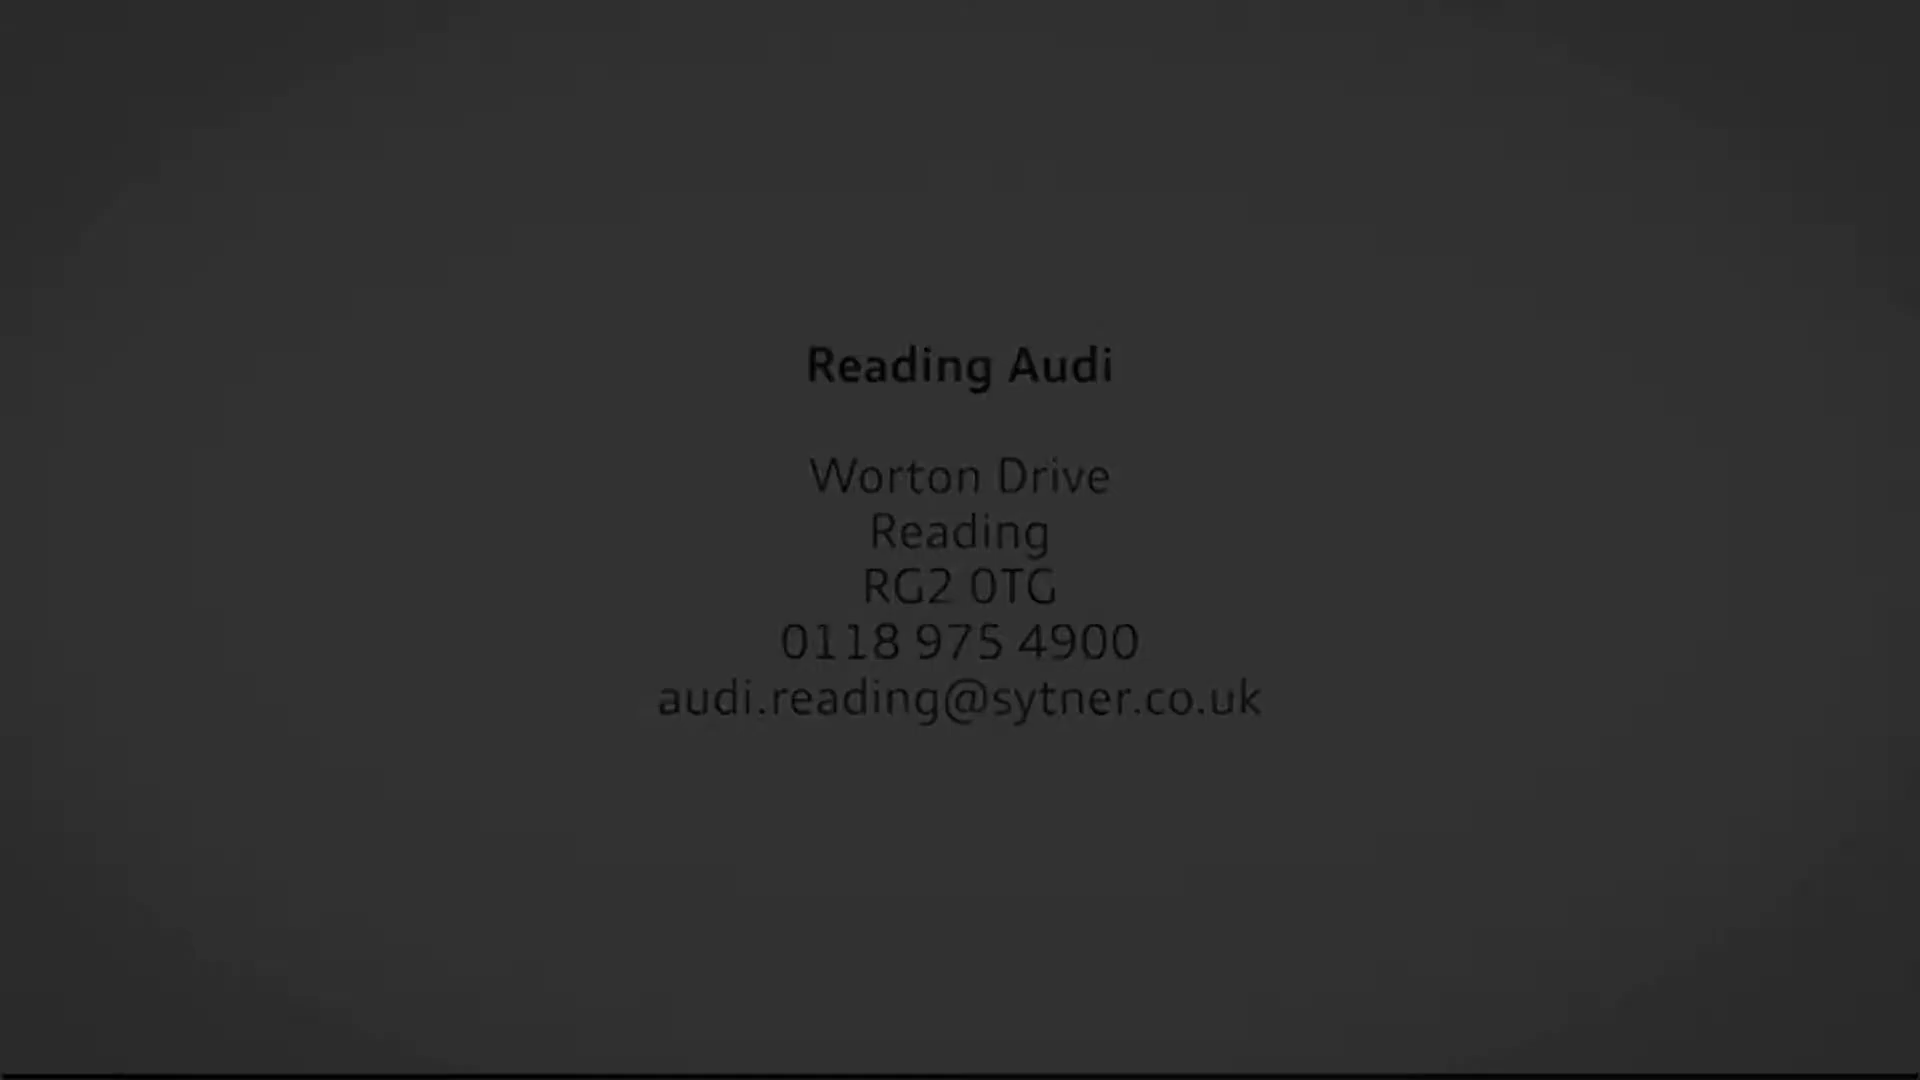 Reading Audi
Worton Drive
Reading
RG2 0TG
0118 975 4900
audi.reading@sytner.co.uk